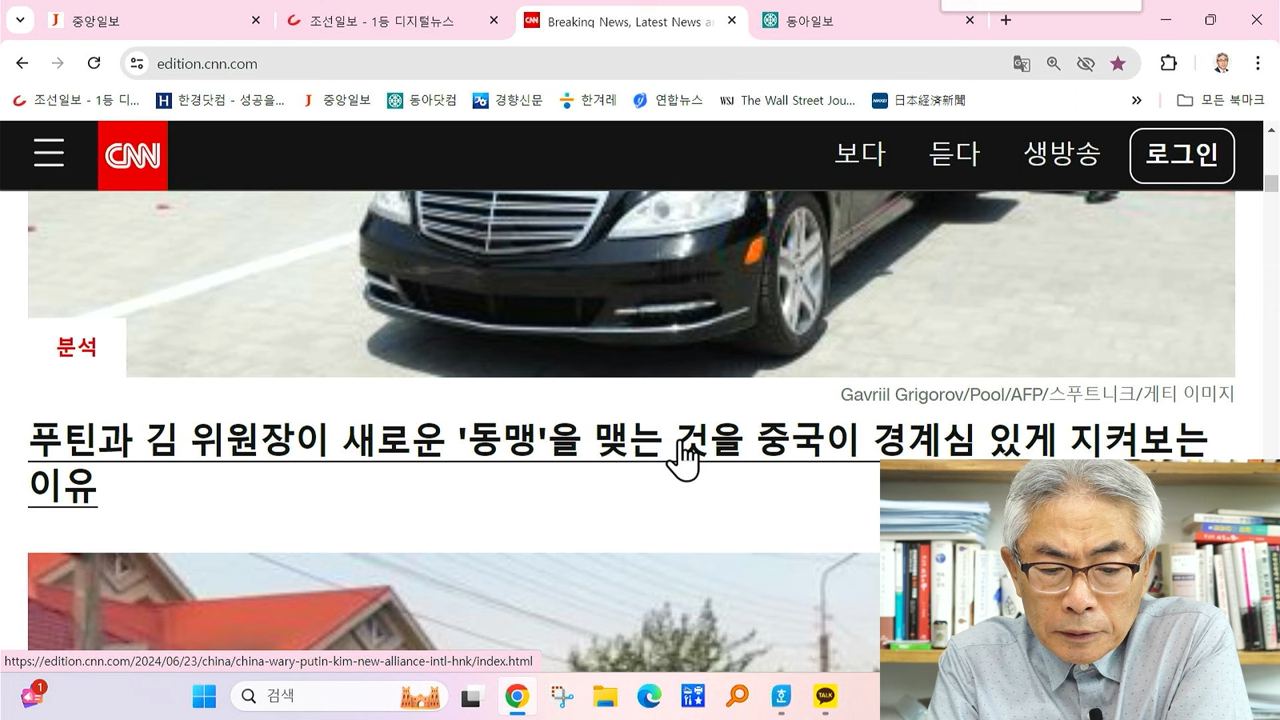 중앙일보
조선일보 - 1등 디지털뉴스
CNN Breaking News, Latest News a
동아일보
edition.cnn.com
조선일보 - 1등 디...
H 한경닷컴 - 성공을...
J 중앙일보
동아닷컴
경향신문
한겨레
연합뉴스
WSJ The Wall Street Jou...
NIKKEI 日本経済新聞
모든 북마크
CNN
보다
듣다
생방송
로그인
분석
Gavriil Grigorov/Pool/AFP/스푸트니크/게티 이미지
푸틴과 김 위원장이 새로운 '동맹'을 맺는 것을 중국이 경계심 있게 지켜보는
이유
https://edition.cnn.com/2024/06/23/china/china-wary-putin-kim-new-alliance-intl-hnk/index.html
1
검색
TALK